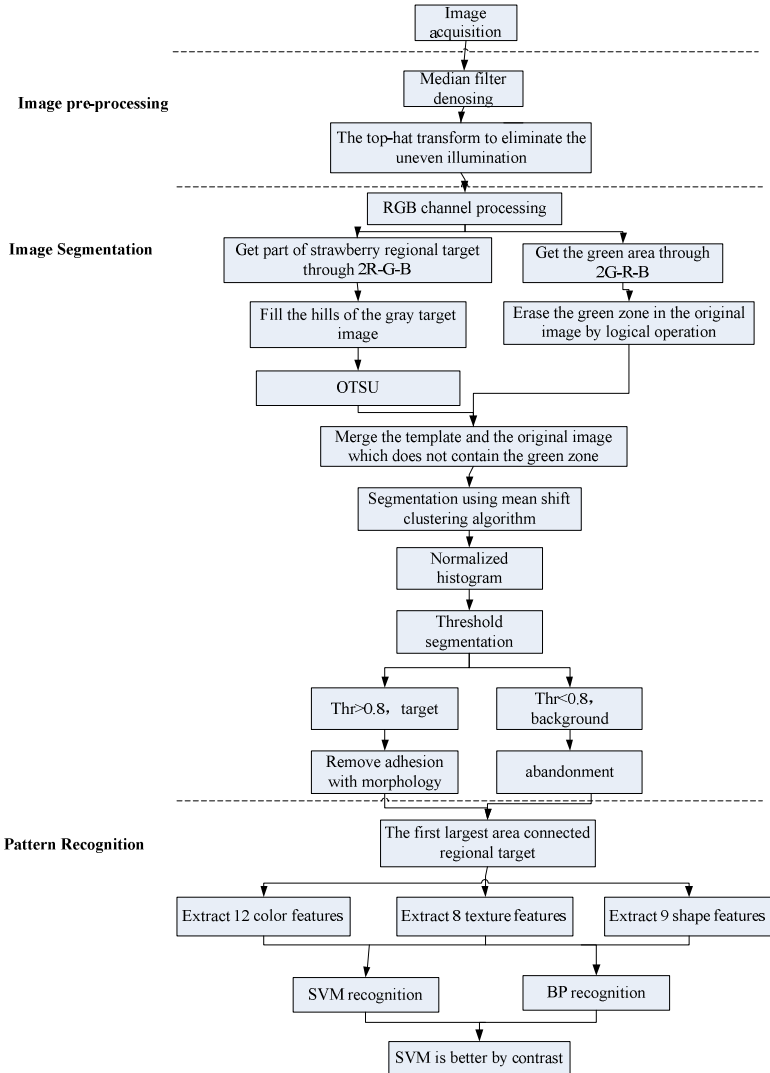 Image
acquisition
Image pre-processing
Median filter
denosing
The top-hat transform to eliminate the
uneven illumination
RGB channel processing
Image Segmentation
Get part of strawberry regional target
through 2R-G-B
Get the green area through
2G-R-B
Fill the hills of the gray target
image
Erase the green zone in the original
image by logical operation
OTSU
Merge the template and the original image
which does not contain the green zone
Segmentation using mean shift
clustering algorithm
Normalized
histogram
Threshold
segmentation
Thr>0.8，target
Thr<0.8，
background
Remove adhesion
with morphology
abandonment
Pattern Recognition
The first largest area connected
regional target
Extract 12 color features
Extract 8 texture features
Extract 9 shape features
SVM recognition
BP recognition
SVM is better by contrast